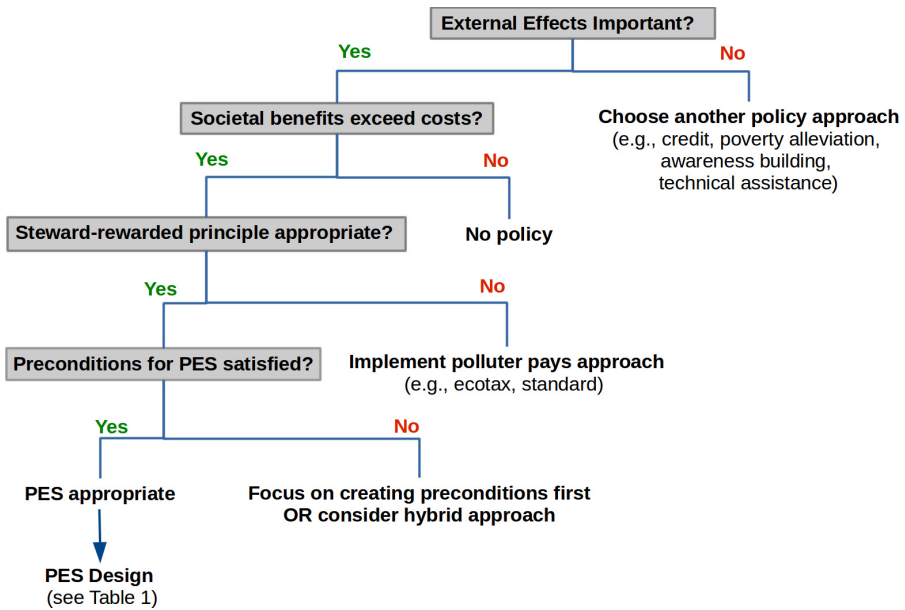 External Effects Important?
Yes
No
Societal benefits exceed costs?
Choose another policy approach
(e.g., credit, poverty alleviation,
awareness building,
technical assistance)
Yes
No
Steward-rewarded principle appropriate?
No policy
Yes
No
Preconditions for PES satisfied?
Implement polluter pays approach
(e.g., ecotax, standard)
Yes
No
PES appropriate
Focus on creating preconditions first
OR consider hybrid approach
PES Design
(see Table 1)